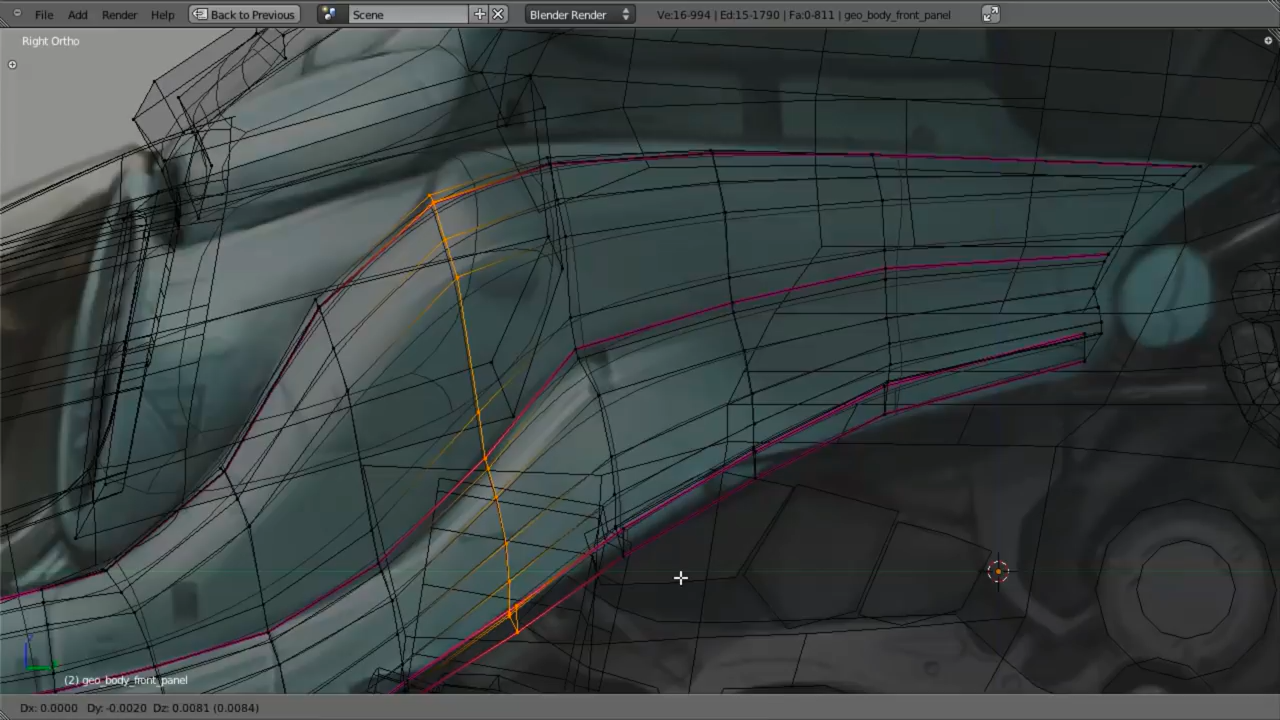 File Add Render Help Back to Previous Scene Blender Render Ve:16-994 | Ed:15-1790 | Fa:0-811 | geo_body_front_panel
Right Ortho
(2) geo_body_front_panel
Dx: 0.0000 Dy: -0.0020 Dz: 0.0081 (0.0084)